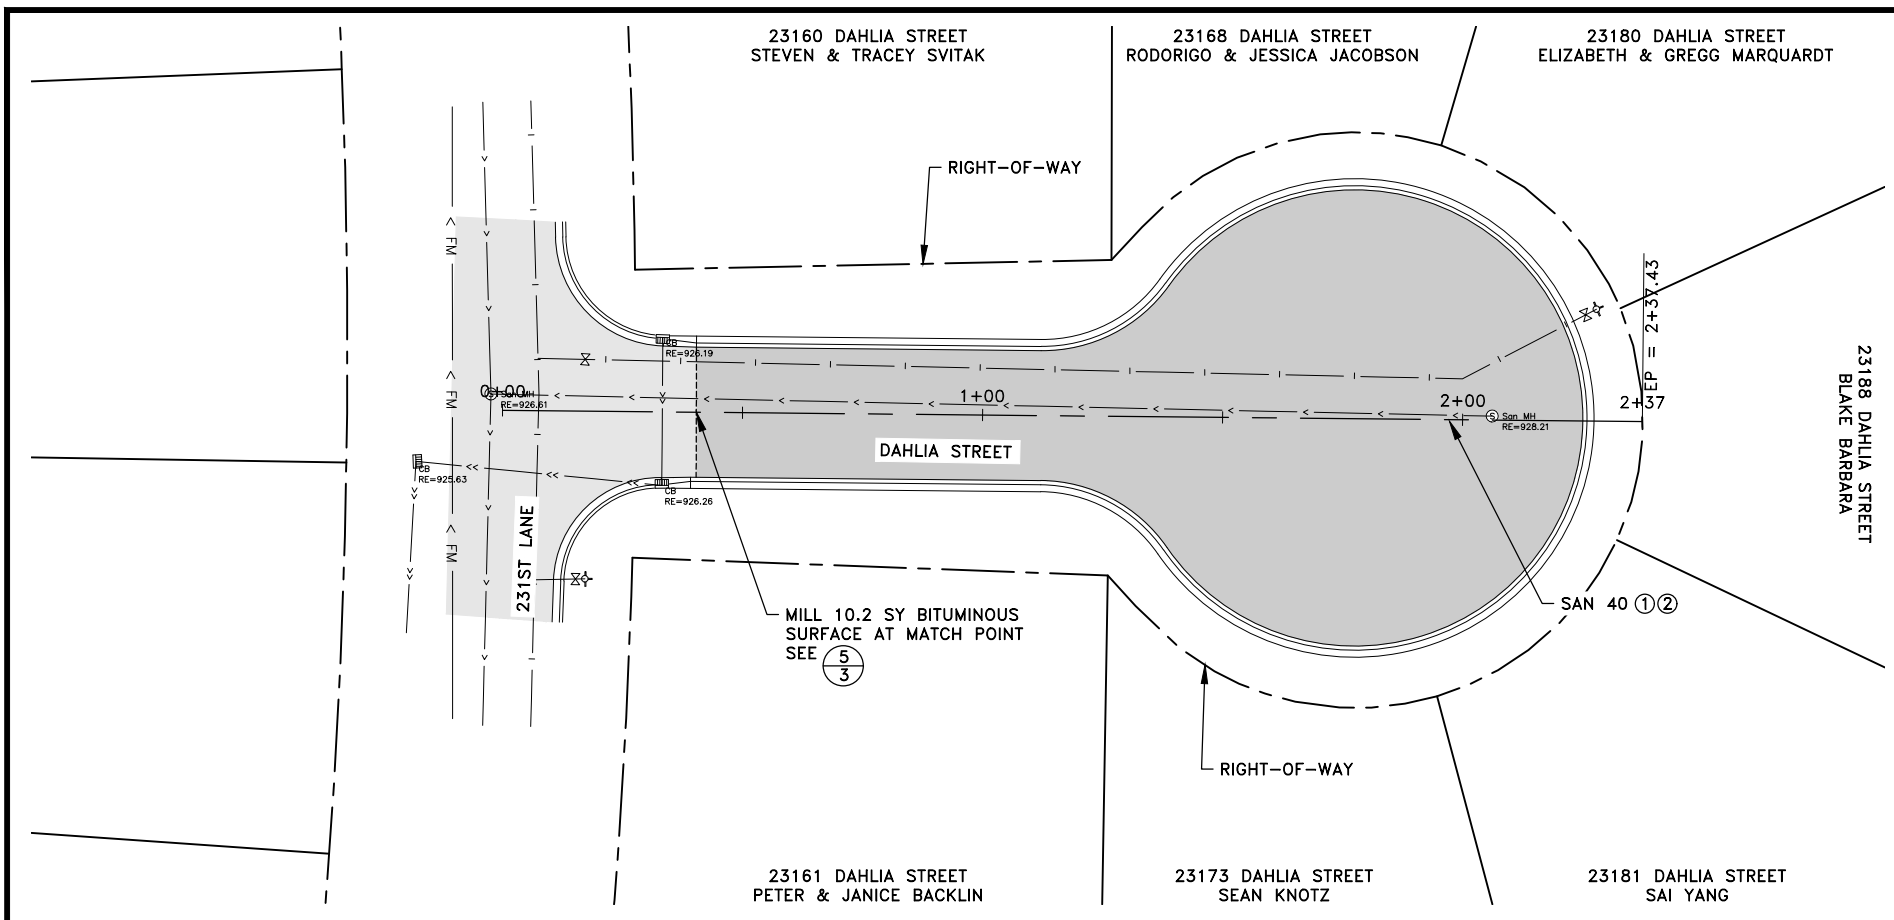 23160 DAHLIA STREET
STEVEN & TRACEY SVITAK
23168 DAHLIA STREET
RODORIGO & JESSICA JACOBSON
23180 DAHLIA STREET
ELIZABETH & GREGG MARQUARDT
RIGHT-OF-WAY
< FM
EP = 2+37.43
CB
RE=926.19
< FM
0+00
San MH
RE=926.61
1+00
2+00
2+37
San MH
RE=928.21
S
23188 DAHLIA STREET
BLAKE BARBARA
DAHLIA STREET
CB
RE=925.63
CB
RE=926.26
< FM
231ST LANE
MILL 10.2 SY BITUMINOUS
SURFACE AT MATCH POINT
SEE 5
3
SAN 40 ① ②
RIGHT-OF-WAY
23161 DAHLIA STREET
PETER & JANICE BACKLIN
23173 DAHLIA STREET
SEAN KNOTZ
23181 DAHLIA STREET
SAI YANG